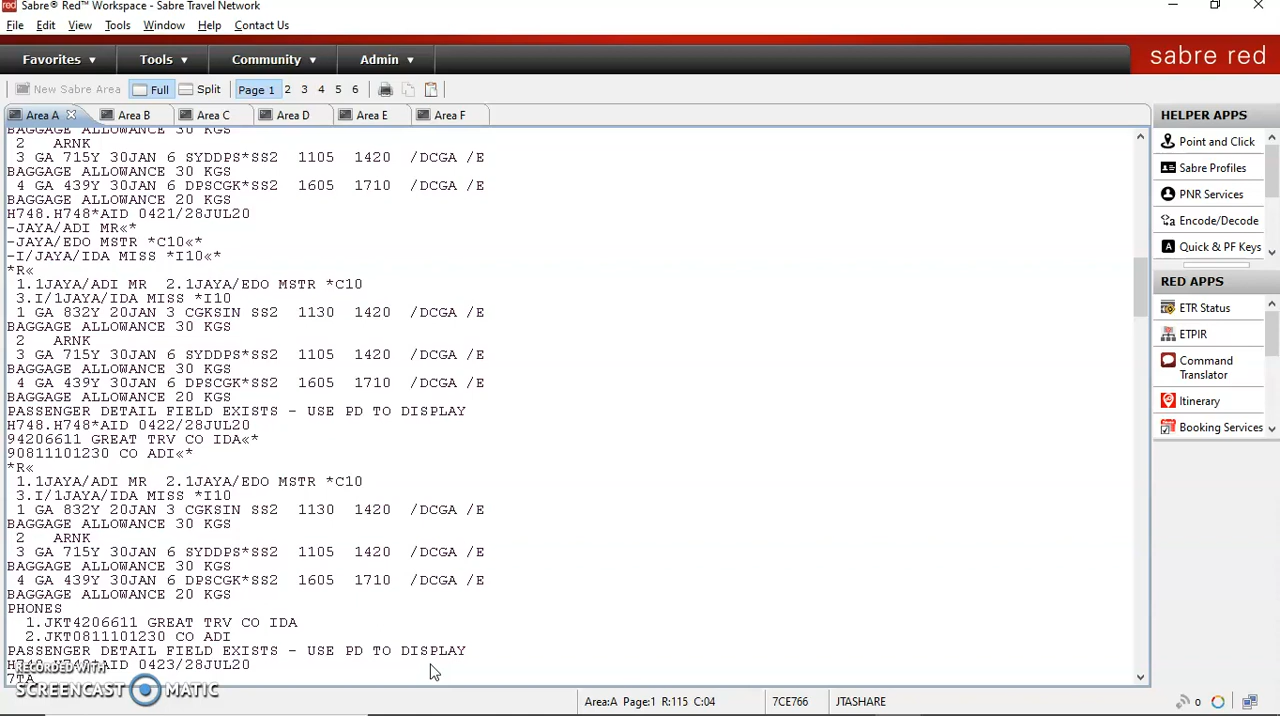 Sabre® Red™ Workspace - Sabre Travel Network
File Edit View Tools Window Help Contact Us
Favorites Tools Community Admin
sabre red
New Sabre Area Full Split Page 1 2 3 4 5 6
Area A Area B Area C Area D Area E Area F
BAGGAGE ALLOWANCE 30 KGS
2 ARNK
3 GA 715Y 30JAN 6 SYDDPS*SS2 1105 1420 /DCGA /E
BAGGAGE ALLOWANCE 30 KGS
4 GA 439Y 30JAN 6 DPSCGK*SS2 1605 1710 /DCGA /E
BAGGAGE ALLOWANCE 20 KGS
H748.H748*AID 0421/28JUL20
-JAYA/ADI MR«*
-JAYA/EDO MSTR *C10«*
-I/JAYA/IDA MISS *I10«*
*R«
1.1JAYA/ADI MR 2.1JAYA/EDO MSTR *C10
3.I/1JAYA/IDA MISS *I10
1 GA 832Y 20JAN 3 CGKSIN SS2 1130 1420 /DCGA /E
BAGGAGE ALLOWANCE 30 KGS
2 ARNK
3 GA 715Y 30JAN 6 SYDDPS*SS2 1105 1420 /DCGA /E
BAGGAGE ALLOWANCE 30 KGS
4 GA 439Y 30JAN 6 DPSCGK*SS2 1605 1710 /DCGA /E
BAGGAGE ALLOWANCE 20 KGS
PASSENGER DETAIL FIELD EXISTS - USE PD TO DISPLAY
H748.H748*AID 0422/28JUL20
94206611 GREAT TRV CO IDA«*
90811101230 CO ADI«*
*R«
1.1JAYA/ADI MR 2.1JAYA/EDO MSTR *C10
3.I/1JAYA/IDA MISS *I10
1 GA 832Y 20JAN 3 CGKSIN SS2 1130 1420 /DCGA /E
BAGGAGE ALLOWANCE 30 KGS
2 ARNK
3 GA 715Y 30JAN 6 SYDDPS*SS2 1105 1420 /DCGA /E
BAGGAGE ALLOWANCE 30 KGS
4 GA 439Y 30JAN 6 DPSCGK*SS2 1605 1710 /DCGA /E
BAGGAGE ALLOWANCE 20 KGS
PHONES
1.JKT4206611 GREAT TRV CO IDA
2.JKT0811101230 CO ADI
PASSENGER DETAIL FIELD EXISTS - USE PD TO DISPLAY
*AID 0423/28JUL20
7TA
RECORDED WITH
SCREENCAST MATIC
HELPER APPS
Point and Click
Sabre Profiles
PNR Services
Encode/Decode
Quick & PF Keys
RED APPS
ETR Status
ETPIR
Command
Translator
Itinerary
Booking Services
Area:A Page:1 R:115 C:04 7CE766 JTASHARE 0